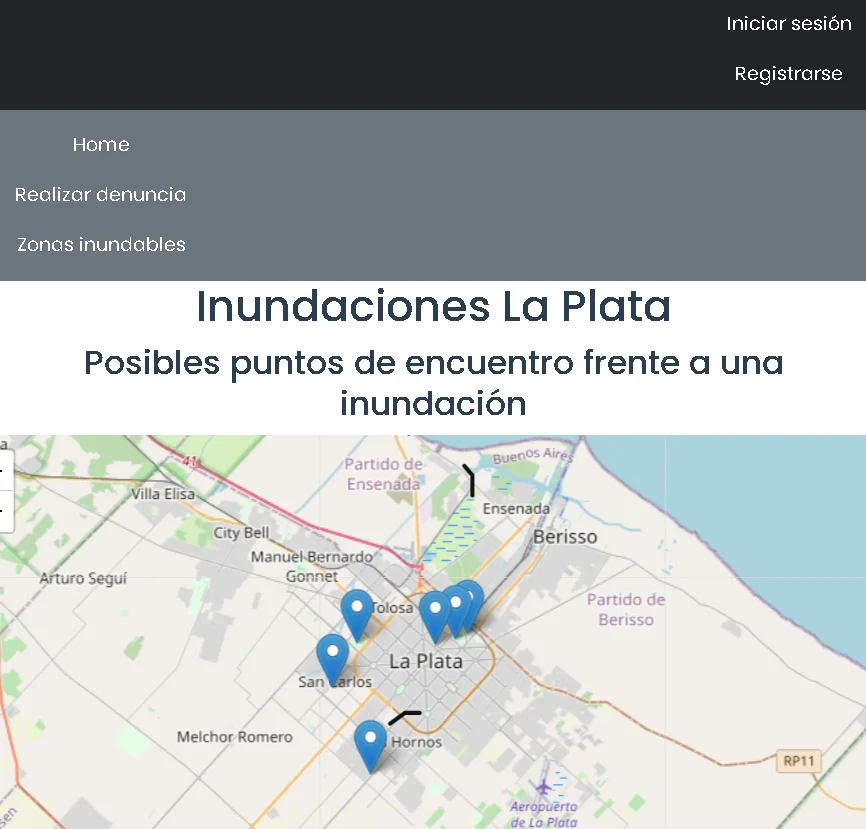 Iniciar sesión
Registrarse
Home
Realizar denuncia
Zonas inundables
Inundaciones La Plata
Posibles puntos de encuentro frente a una
inundación
41
Buenos Aires
Partido de
Ensenada
Villa Elisa
Ensenada
City Bell
Berisso
Manuel Bernardo
Gonnet
Arturo Seguí
Partido de
Berisso
Tolosa
La Plata
San Carlos
Melchor Romero
Hornos
RP11
Aeropuerto
de La Plata